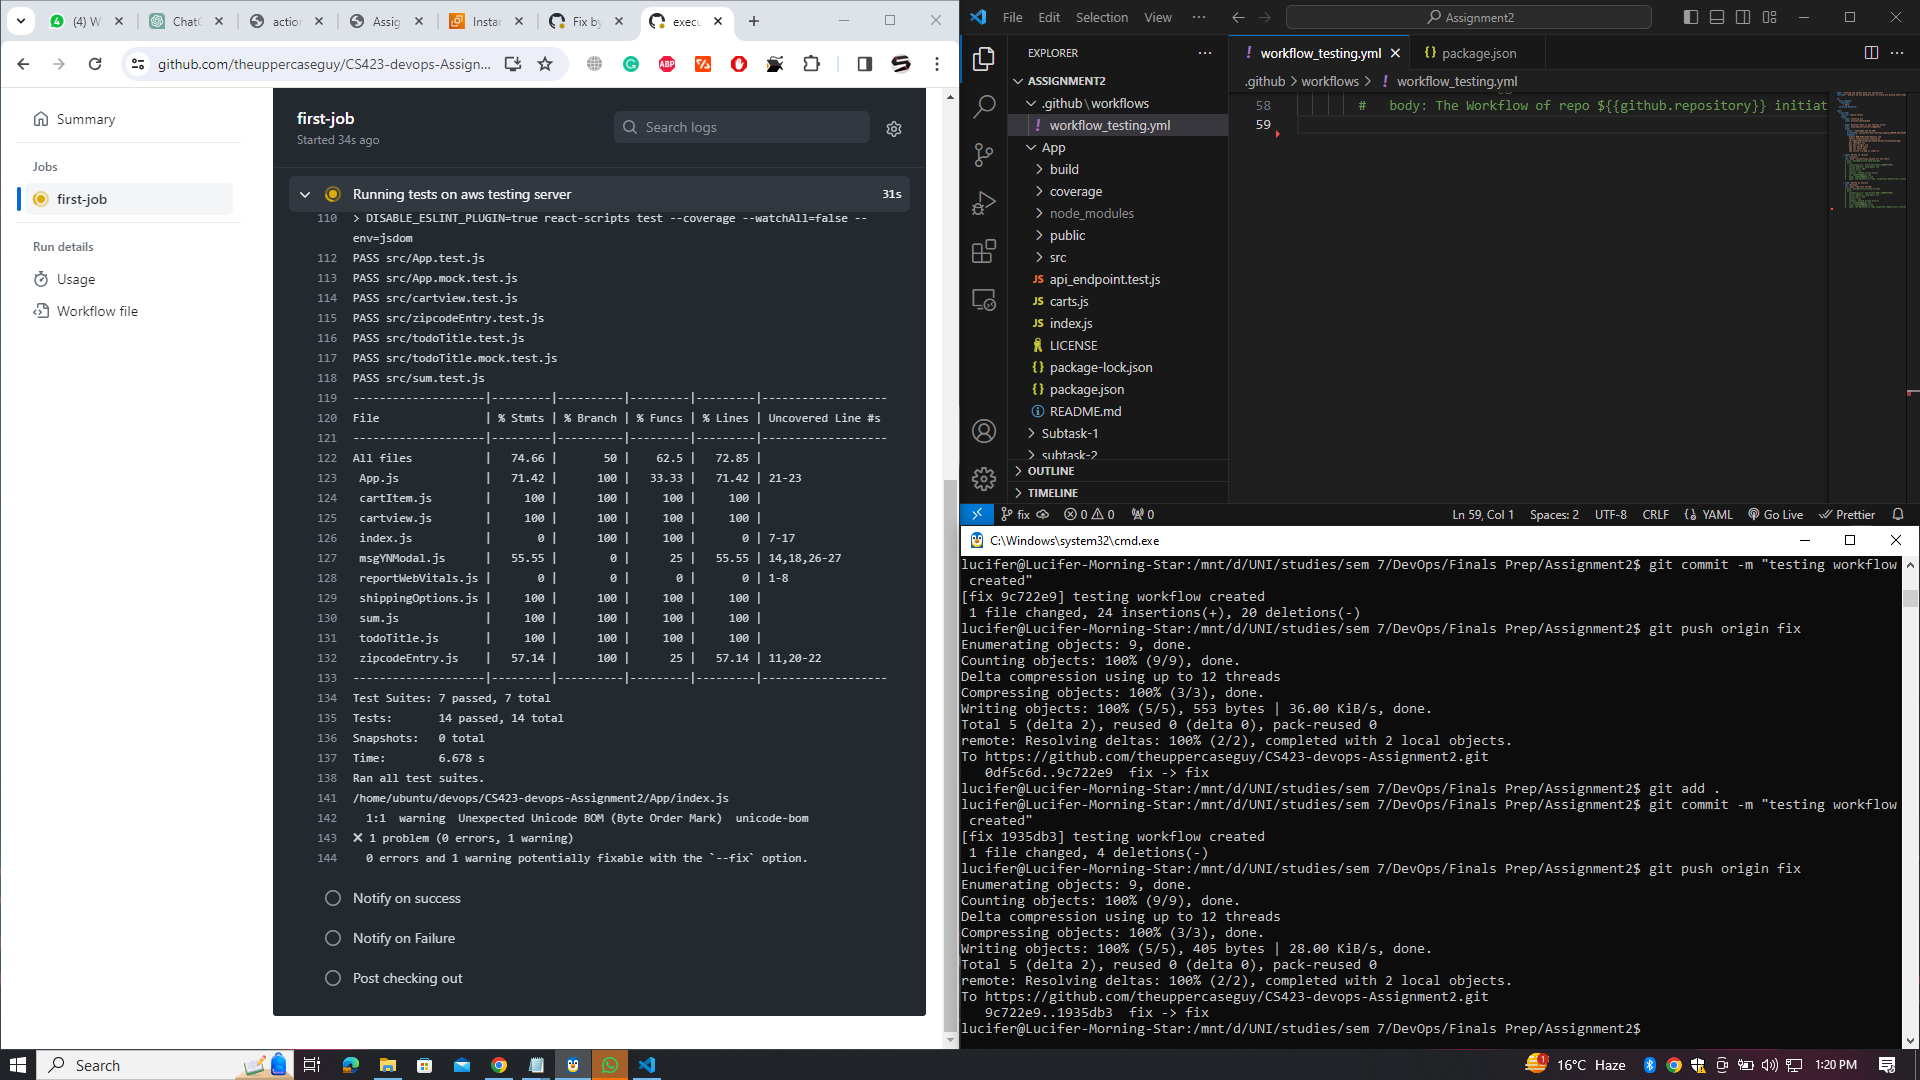 (4) W
ChatG
action
Assig
Instan
Fix by
execu
github.com/theuppercaseguy/CS423-devops-Assign...
Summary
Jobs
first-job
Run details
Usage
Workflow file
first-job
Started 34s ago
Search logs
Running tests on aws testing server 31s
110 > DISABLE_ESLINT_PLUGIN=true react-scripts test --coverage --watchAll=false --
env=jsdom
112 PASS src/App.test.js
113 PASS src/App.mock.test.js
114 PASS src/cartview.test.js
115 PASS src/zipcodeEntry.test.js
116 PASS src/todoTitle.test.js
117 PASS src/todoTitle.mock.test.js
118 PASS src/sum.test.js
119 --------------------|---------|----------|---------|---------|-------------------
120 File | % Stmts | % Branch | % Funcs | % Lines | Uncovered Line #s
121 --------------------|---------|----------|---------|---------|-------------------
122 All files | 74.66 | 50 | 62.5 | 72.85 |
123 App.js | 71.42 | 100 | 33.33 | 71.42 | 21-23
124 cartItem.js | 100 | 100 | 100 | 100 |
125 cartview.js | 100 | 100 | 100 | 100 |
126 index.js | 0 | 100 | 100 | 0 | 7-17
127 msgYNModal.js | 55.55 | 0 | 25 | 55.55 | 14,18,26-27
128 reportWebVitals.js | 0 | 0 | 0 | 0 | 1-8
129 shippingOptions.js | 100 | 100 | 100 | 100 |
130 sum.js | 100 | 100 | 100 | 100 |
131 todoTitle.js | 100 | 100 | 100 | 100 |
132 zipcodeEntry.js | 57.14 | 100 | 25 | 57.14 | 11,20-22
133 --------------------|---------|----------|---------|---------|-------------------
134 Test Suites: 7 passed, 7 total
135 Tests: 14 passed, 14 total
136 Snapshots: 0 total
137 Time: 6.678 s
138 Ran all test suites.
141 /home/ubuntu/devops/CS423-devops-Assignment2/App/index.js
142 1:1 warning Unexpected Unicode BOM (Byte Order Mark) unicode-bom
143 ✖ 1 problem (0 errors, 1 warning)
144 0 errors and 1 warning potentially fixable with the `--fix` option.
Notify on success
Notify on Failure
Post checking out
File Edit Selection View ···
Assignment2
EXPLORER
ASSIGNMENT2
.github\workflows
! workflow_testing.yml
App
build
coverage
node_modules
public
src
JS api_endpoint.test.js
JS carts.js
JS index.js
LICENSE
{} package-lock.json
{} package.json
README.md
Subtask-1
subtask-2
OUTLINE
TIMELINE
! workflow_testing.yml
{} package.json
.github > workflows > ! workflow_testing.yml
58 # body: The Workflow of repo ${{github.repository}} initiat
59
fix 0 0 0 Ln 59, Col 1 Spaces: 2 UTF-8 CRLF {} YAML Go Live Prettier
C:\Windows\system32\cmd.exe
lucifer@Lucifer-Morning-Star:/mnt/d/UNI/studies/sem 7/DevOps/Finals Prep/Assignment2$ git commit -m "testing workflow
created"
[fix 9c722e9] testing workflow created
1 file changed, 24 insertions(+), 20 deletions(-)
lucifer@Lucifer-Morning-Star:/mnt/d/UNI/studies/sem 7/DevOps/Finals Prep/Assignment2$ git push origin fix
Enumerating objects: 9, done.
Counting objects: 100% (9/9), done.
Delta compression using up to 12 threads
Compressing objects: 100% (3/3), done.
Writing objects: 100% (5/5), 553 bytes | 36.00 KiB/s, done.
Total 5 (delta 2), reused 0 (delta 0), pack-reused 0
remote: Resolving deltas: 100% (2/2), completed with 2 local objects.
To https://github.com/theuppercaseguy/CS423-devops-Assignment2.git
0df5c6d..9c722e9 fix -> fix
lucifer@Lucifer-Morning-Star:/mnt/d/UNI/studies/sem 7/DevOps/Finals Prep/Assignment2$ git add .
lucifer@Lucifer-Morning-Star:/mnt/d/UNI/studies/sem 7/DevOps/Finals Prep/Assignment2$ git commit -m "testing workflow
created"
[fix 1935db3] testing workflow created
1 file changed, 4 deletions(-)
lucifer@Lucifer-Morning-Star:/mnt/d/UNI/studies/sem 7/DevOps/Finals Prep/Assignment2$ git push origin fix
Enumerating objects: 9, done.
Counting objects: 100% (9/9), done.
Delta compression using up to 12 threads
Compressing objects: 100% (3/3), done.
Writing objects: 100% (5/5), 405 bytes | 28.00 KiB/s, done.
Total 5 (delta 2), reused 0 (delta 0), pack-reused 0
remote: Resolving deltas: 100% (2/2), completed with 2 local objects.
To https://github.com/theuppercaseguy/CS423-devops-Assignment2.git
9c722e9..1935db3 fix -> fix
lucifer@Lucifer-Morning-Star:/mnt/d/UNI/studies/sem 7/DevOps/Finals Prep/Assignment2$
Search
16°C Haze
1:20 PM